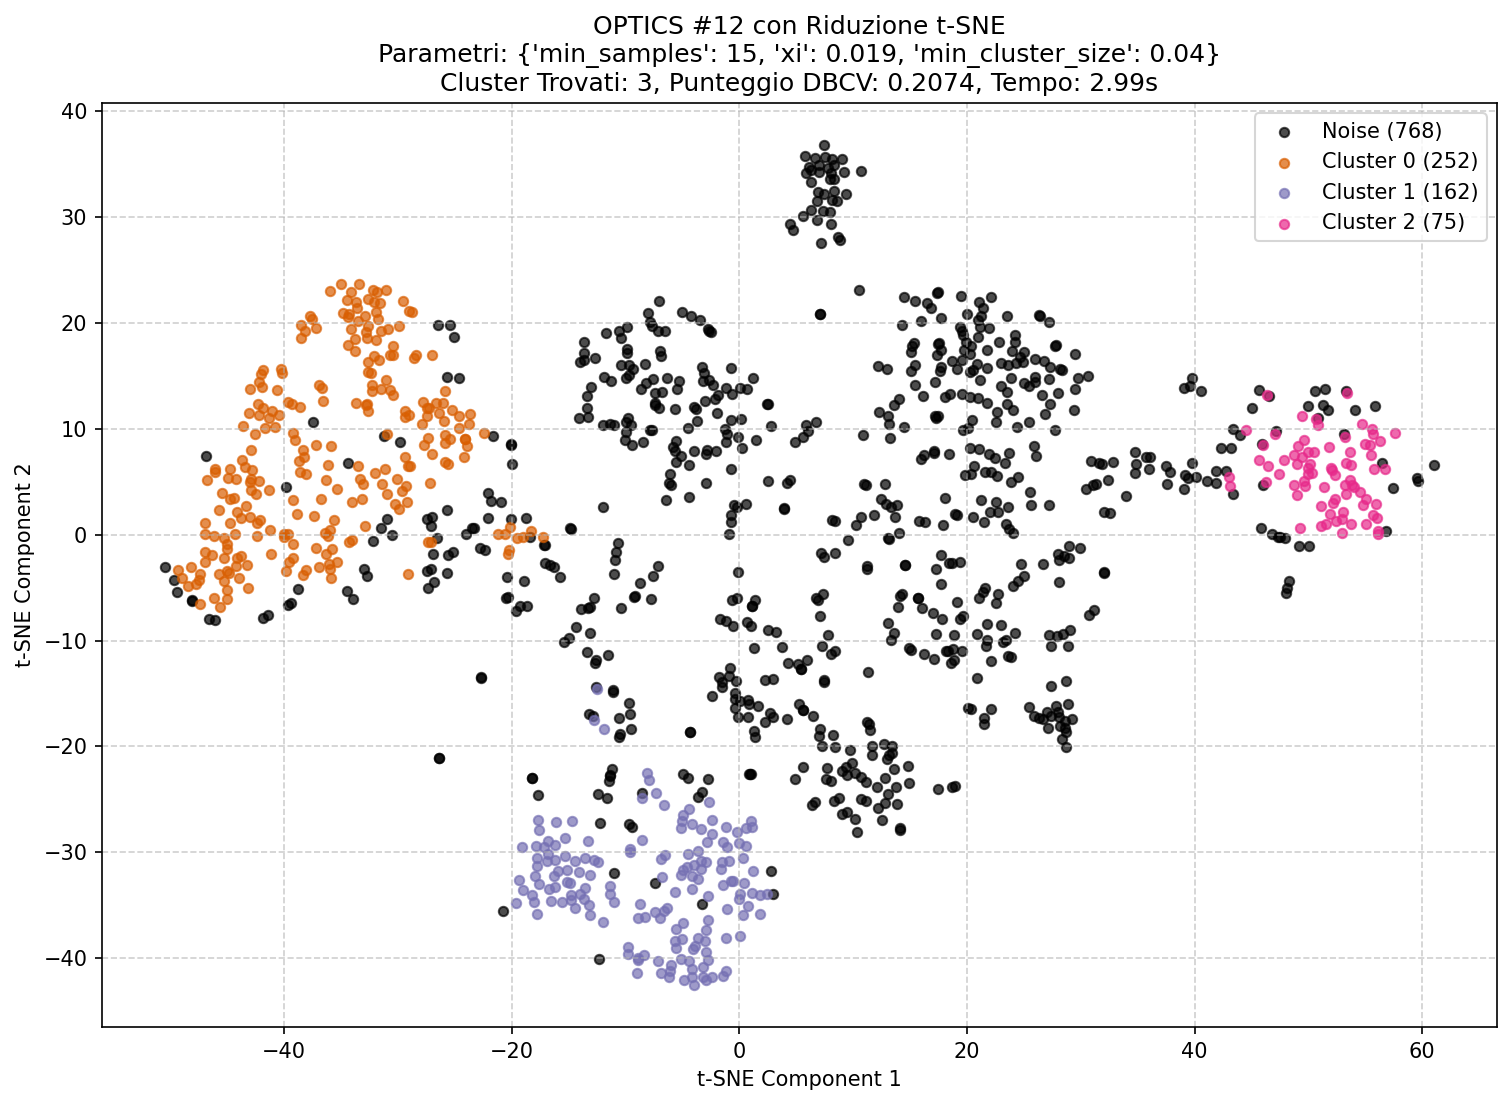 OPTICS #12 con Riduzione t-SNE
Parametri: {'min_samples': 15, 'xi': 0.019, 'min_cluster_size': 0.04}
Cluster Trovati: 3, Punteggio DBCV: 0.2074, Tempo: 2.99s
Noise (768)
Cluster 0 (252)
Cluster 1 (162)
Cluster 2 (75)
t-SNE Component 2
40
30
20
10
0
−10
−20
−30
−40
−40
−20
0
20
40
60
t-SNE Component 1